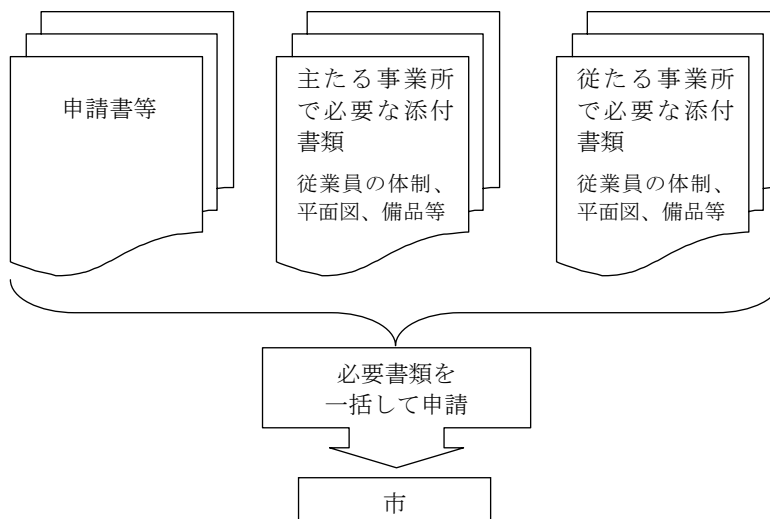 申請書等
主たる事業所
で必要な添付
書類
従業員の体制、
平面図、備品等
従たる事業所
で必要な添付
書類
従業員の体制、
平面図、備品等
必要書類を
一括して申請
市